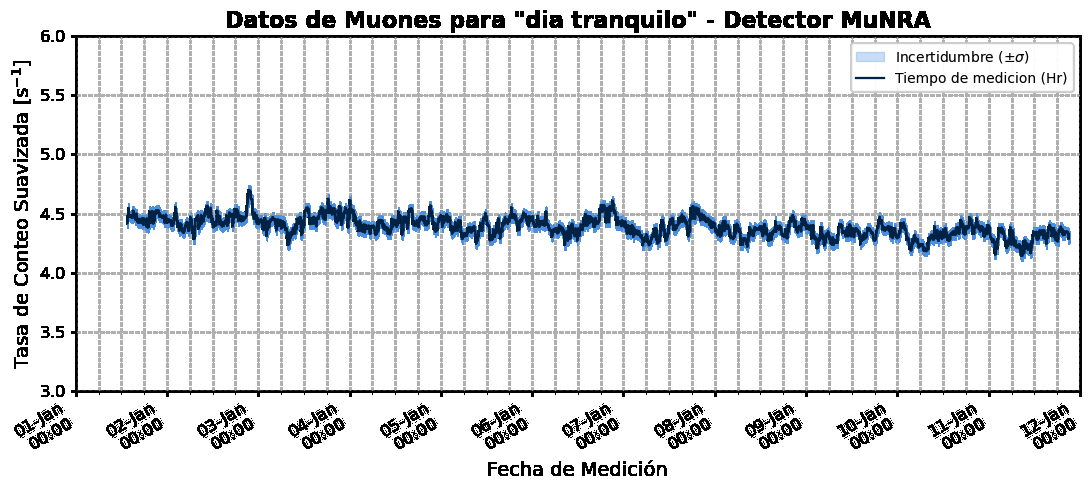 Datos de Muones para "dia tranquilo" - Detector MuNRA
Incertidumbre (±σ)
Tiempo de medicion (Hr)
Tasa de Conteo Suavizada [s⁻¹]
6.0
5.5
5.0
4.5
4.0
3.5
3.0
01-Jan
00:00
02-Jan
00:00
03-Jan
00:00
04-Jan
00:00
05-Jan
00:00
06-Jan
00:00
07-Jan
00:00
08-Jan
00:00
09-Jan
00:00
10-Jan
00:00
11-Jan
00:00
12-Jan
00:00
Fecha de Medición